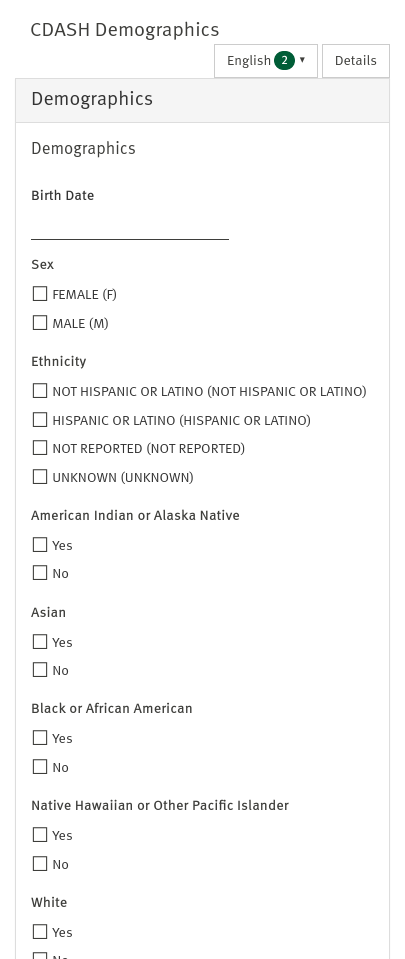 CDASH Demographics
English 2 ▾ Details
Demographics
Demographics
Birth Date
Sex
FEMALE (F)
MALE (M)
Ethnicity
NOT HISPANIC OR LATINO (NOT HISPANIC OR LATINO)
HISPANIC OR LATINO (HISPANIC OR LATINO)
NOT REPORTED (NOT REPORTED)
UNKNOWN (UNKNOWN)
American Indian or Alaska Native
Yes
No
Asian
Yes
No
Black or African American
Yes
No
Native Hawaiian or Other Pacific Islander
Yes
No
White
Yes